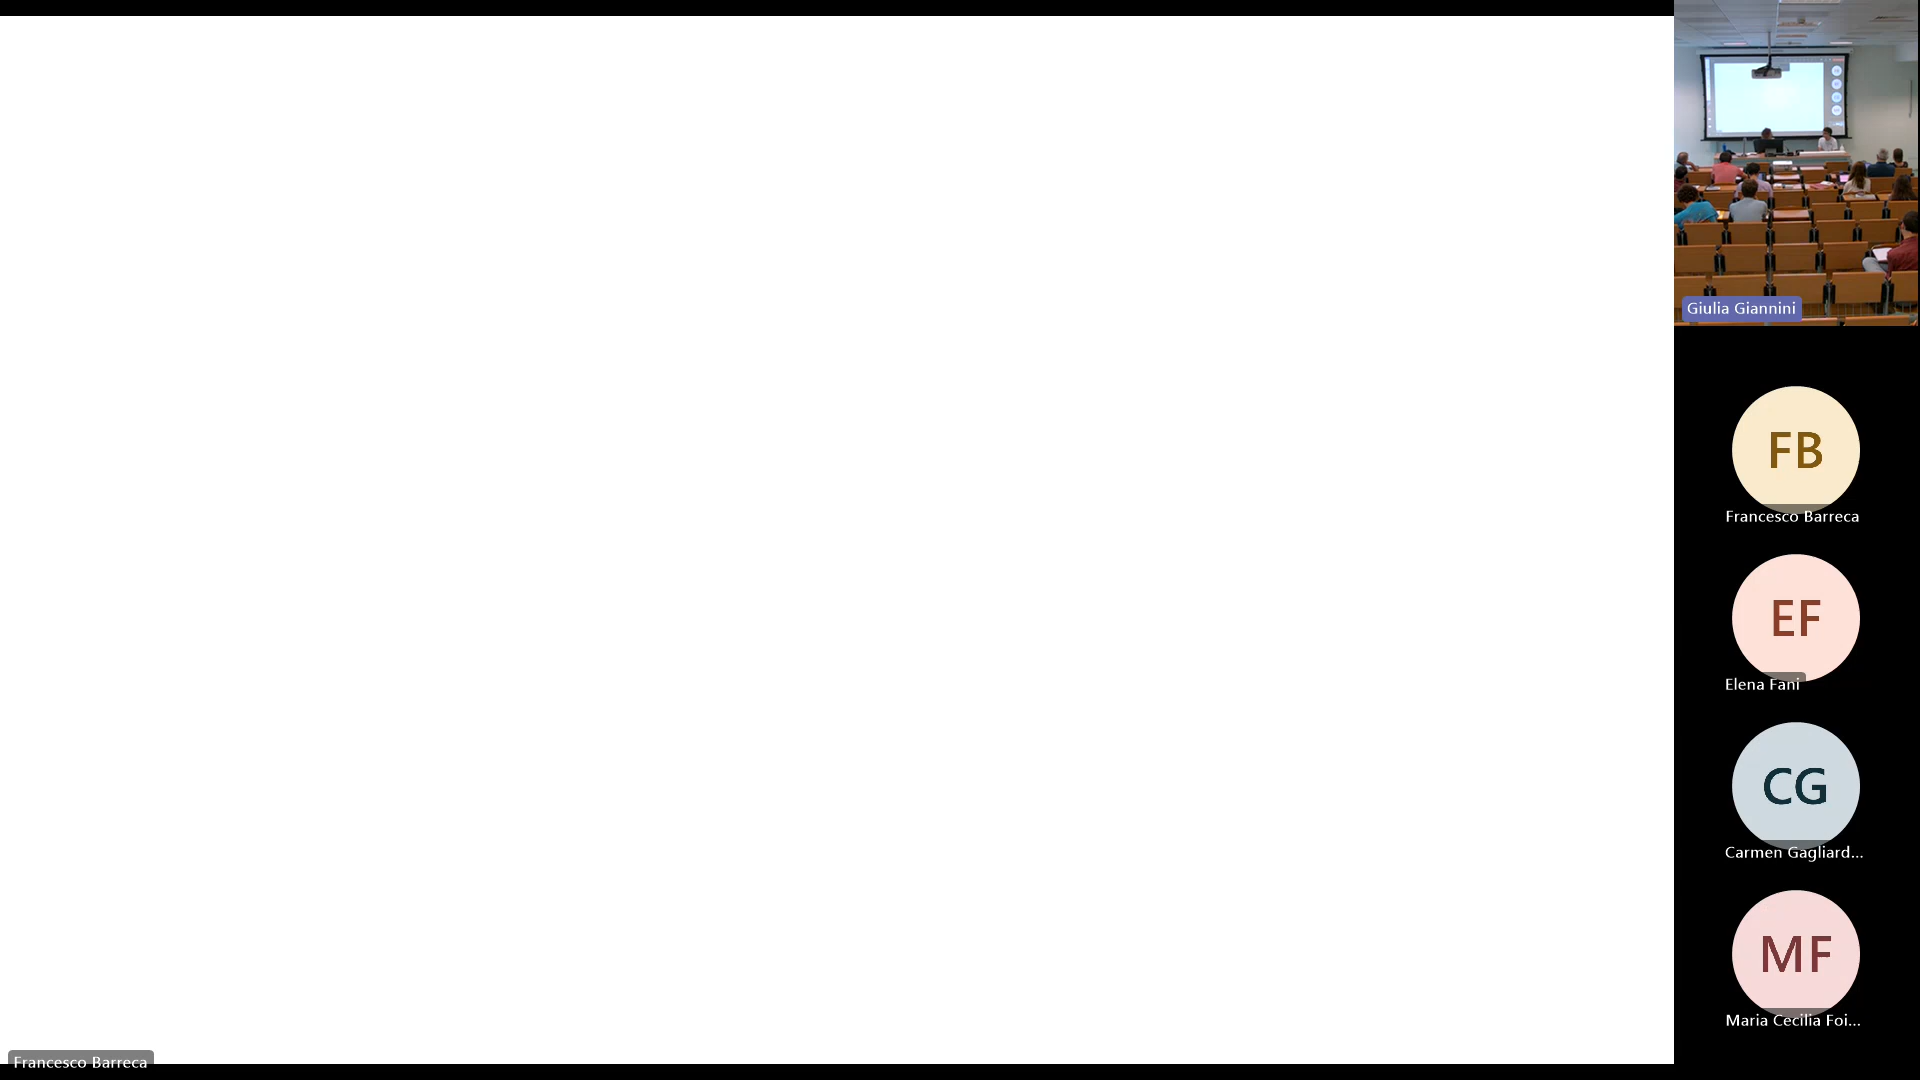 Giulia Giannini
FB
Francesco Barreca
EF
Elena Fani
CG
Carmen Gagliard...
MF
Maria Cecilia Foi...
Francesco Barreca